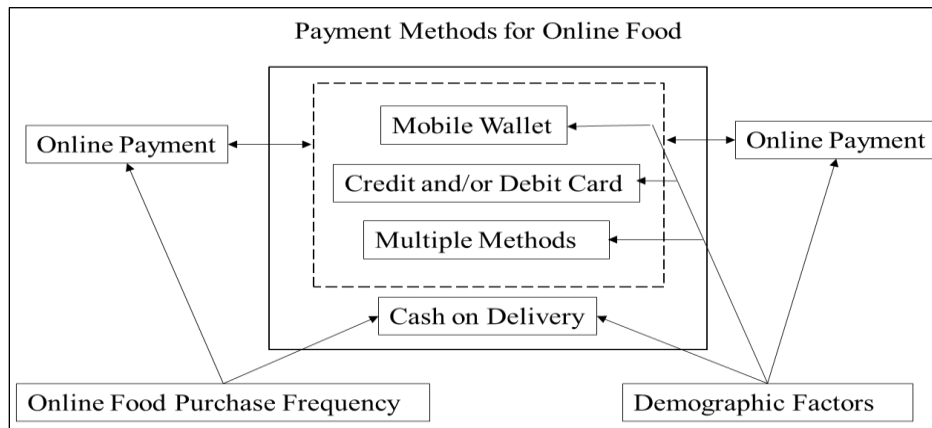 Payment Methods for Online Food
Mobile Wallet
Online Payment
Online Payment
Credit and/or Debit Card
Multiple Methods
Cash on Delivery
Online Food Purchase Frequency
Demographic Factors